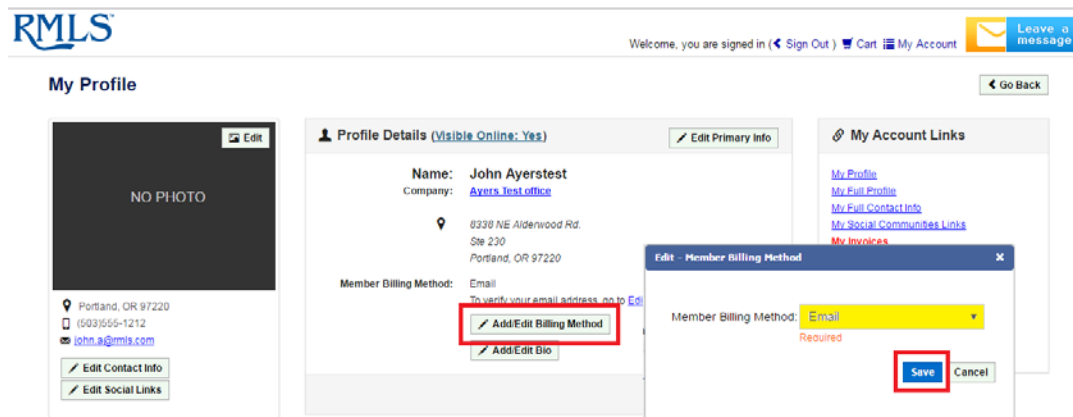 RMLS
Welcome, you are signed in ( Sign Out ) Cart My Account
Leave a
message
My Profile
Go Back
Edit
NO PHOTO
Portland, OR 97220
(503)555-1212
john.a@rmls.com
Edit Contact Info
Edit Social Links
Profile Details (Visible Online: Yes)
Edit Primary Info
Name: John Ayerstest
Company: Ayers Test office
8338 NE Alderwood Rd.
Ste 230
Portland, OR 97220
Member Billing Method: Email
To verify your email address, go to Edi
Add/Edit Billing Method
Add/Edit Bio
My Account Links
My Profile
My Full Profile
My Full Contact Info
My Social Communities Links
My Invoices
Edit - Member Billing Method x
Member Billing Method: Email
Required
Save Cancel